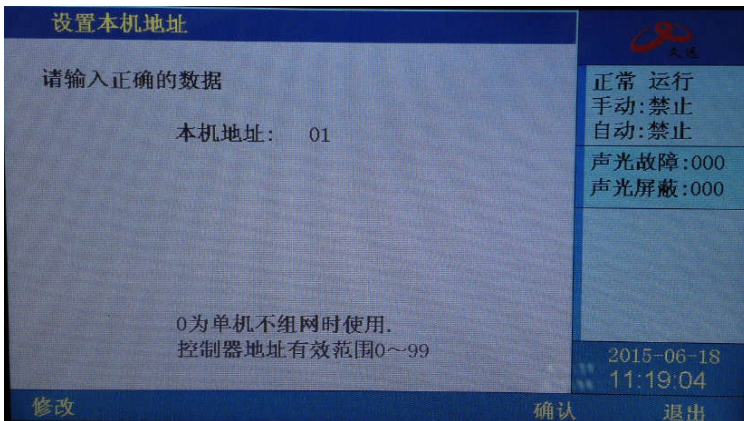 设置本机地址
久远
请输入正确的数据
本机地址: 01
0为单机不组网时使用.
控制器地址有效范围0～99
正常 运行
手动:禁止
自动:禁止
声光故障:000
声光屏蔽:000
2015-06-18
11:19:04
修改
确认
退出